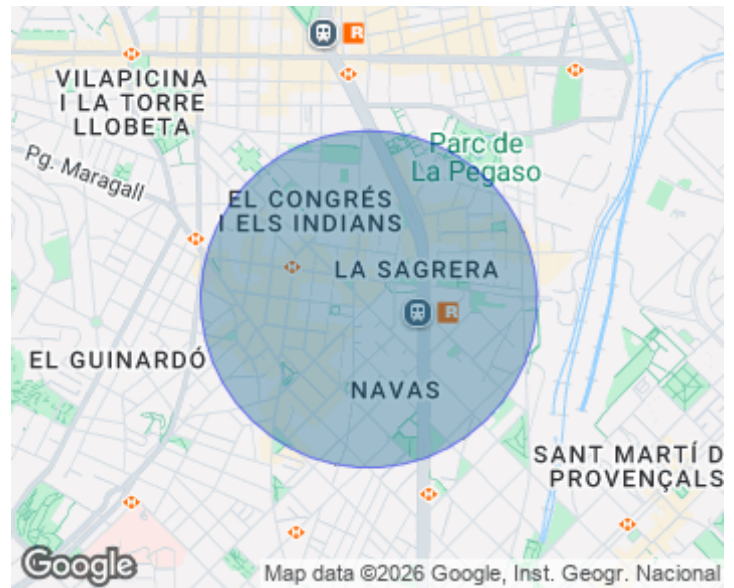 R
VILAPICINA
I LA TORRE
LLOBETA
Pg. Maragall
Parc de
La Pegaso
EL CONGRÉS
I ELS INDIANS
LA SAGRERA
R
EL GUINARDÓ
NAVAS
SANT MARTÍ D
PROVENÇALS
Google
Map data ©2026 Google, Inst. Geogr. Nacional